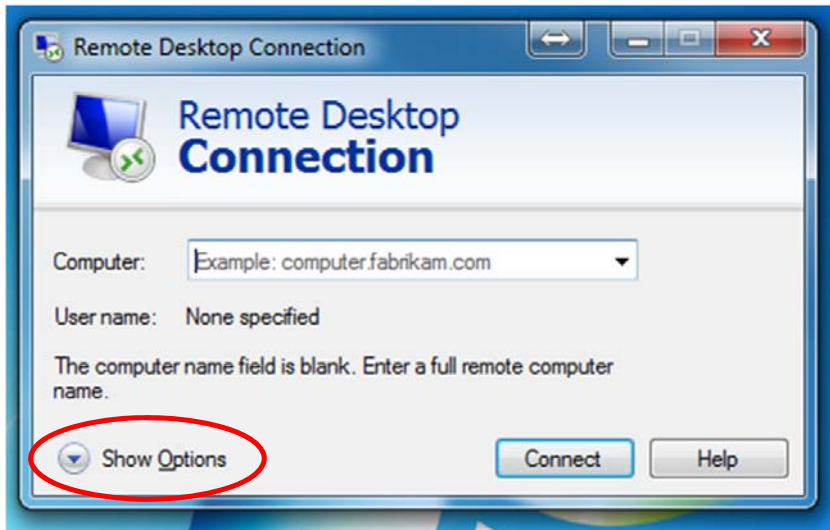 Remote Desktop Connection
Remote Desktop
Connection
Computer: Example: computer.fabrikam.com
User name: None specified
The computer name field is blank. Enter a full remote computer
name.
Show Options Connect Help